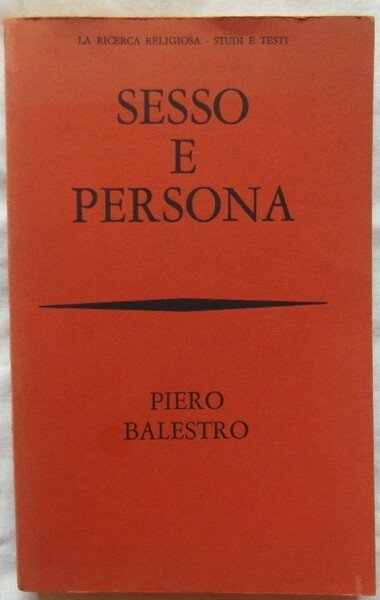 LA RICERCA RELIGIOSA - STUDI E TESTI
SESSO
E
PERSONA
PIERO
BALESTRO